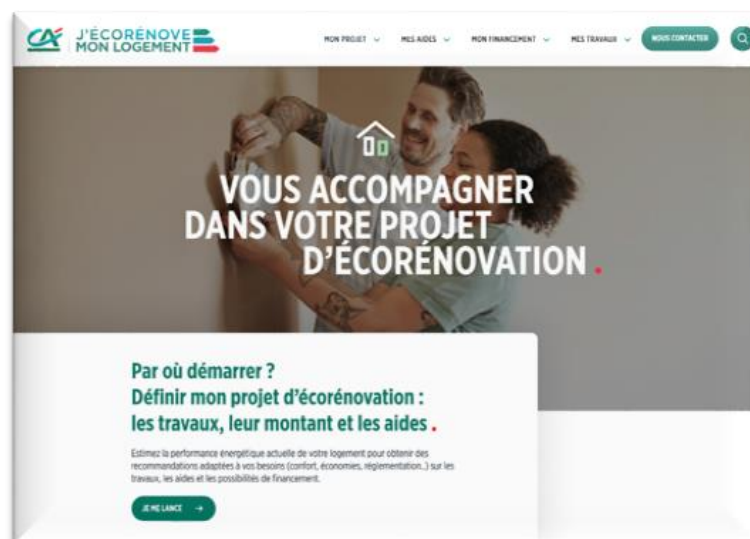 CA
J'ÉCORÉNOVE
MON LOGEMENT
MON PROJET
MES AIDES
MON FINANCEMENT
MES TRAVAUX
NOUS CONTACTER
VOUS ACCOMPAGNER
DANS VOTRE PROJET
D'ÉCORÉNOVATION .
Par où démarrer ?
Définir mon projet d'écorénovation :
les travaux, leur montant et les aides .
Estimez la performance énergétique actuelle de votre logement pour obtenir des
recommandations adaptées à vos besoins (confort, économies, réglementation..) sur les
travaux, les aides et les possibilités de financement.
JE ME LANCE →